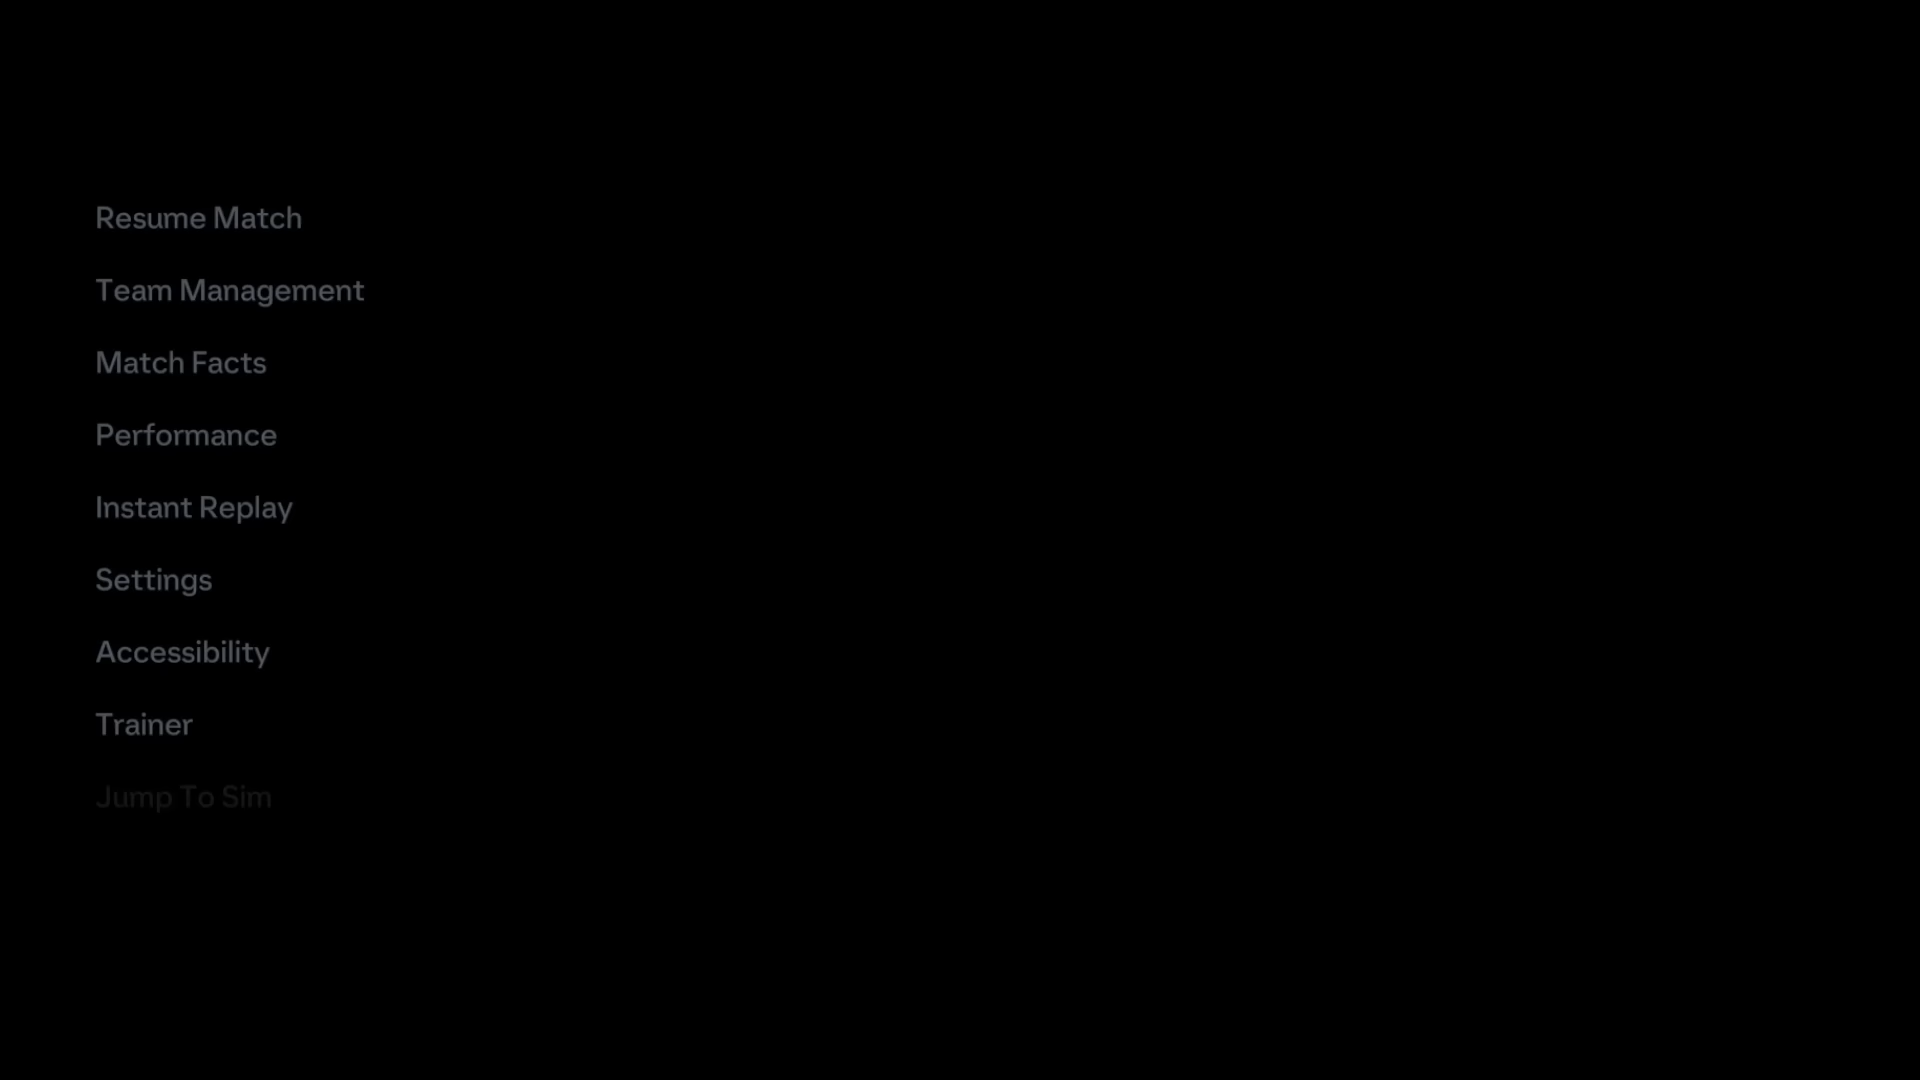 Resume Match
Team Management
Match Facts
Performance
Instant Replay
Settings
Accessibility
Trainer
Jump To Sim